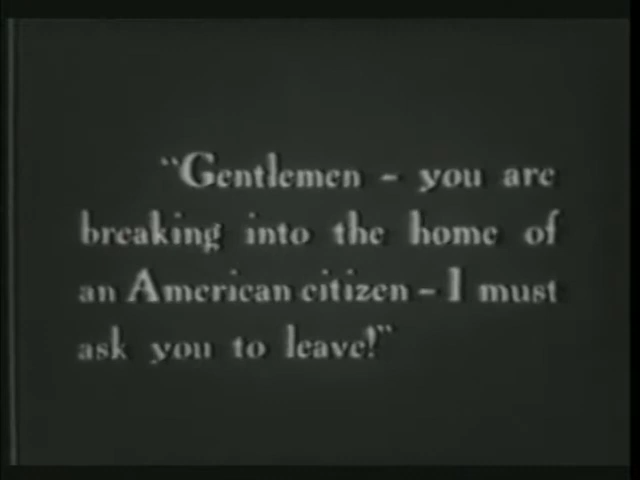 “Gentlemen – you are
breaking into the home of
an American citizen – I must
ask you to leave!”